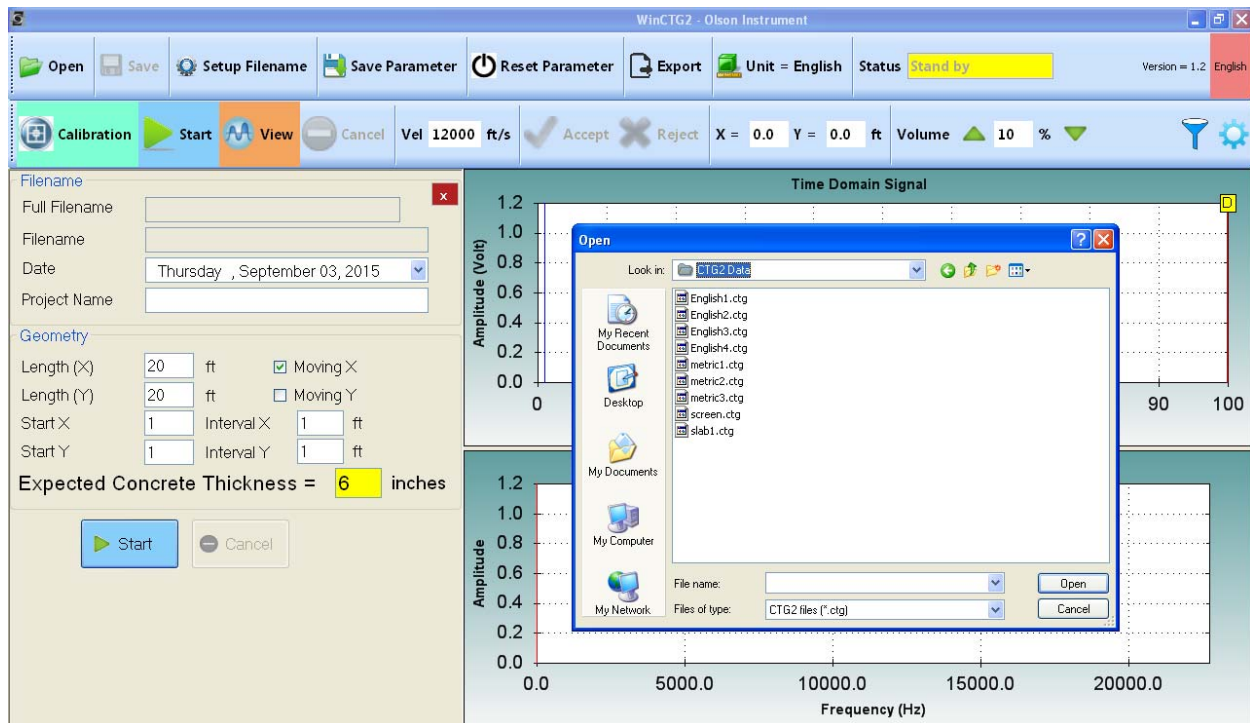 WinCTG2 - Olson Instrument
Open Save Setup Filename Save Parameter Reset Parameter Export Unit = English Status Stand by Version = 1.2 English
Calibration Start View Cancel Vel 12000 ft/s Accept Reject X = 0.0 Y = 0.0 ft Volume 10 %
Filename
x
Full Filename
Filename
Date Thursday , September 03, 2015
Project Name
Geometry
Length (X) 20 ft Moving X
Length (Y) 20 ft Moving Y
Start X 1 Interval X 1 ft
Start Y 1 Interval Y 1 ft
Expected Concrete Thickness = 6 inches
Start Cancel
Time Domain Signal
D
Amplitude (Volt)
1.2
1.0
0.8
0.6
0.4
0.2
0.0
0 90 100
Open
Look in: CTG2 Data
My Recent Documents
Desktop
My Documents
My Computer
My Network
English1.ctg
English2.ctg
English3.ctg
English4.ctg
metric1.ctg
metric2.ctg
metric3.ctg
screen.ctg
slab1.ctg
File name: Open
Files of type: CTG2 files (*.ctg) Cancel
Amplitude
1.2
1.0
0.8
0.6
0.4
0.2
0.0
0.0 5000.0 10000.0 15000.0 20000.0
Frequency (Hz)